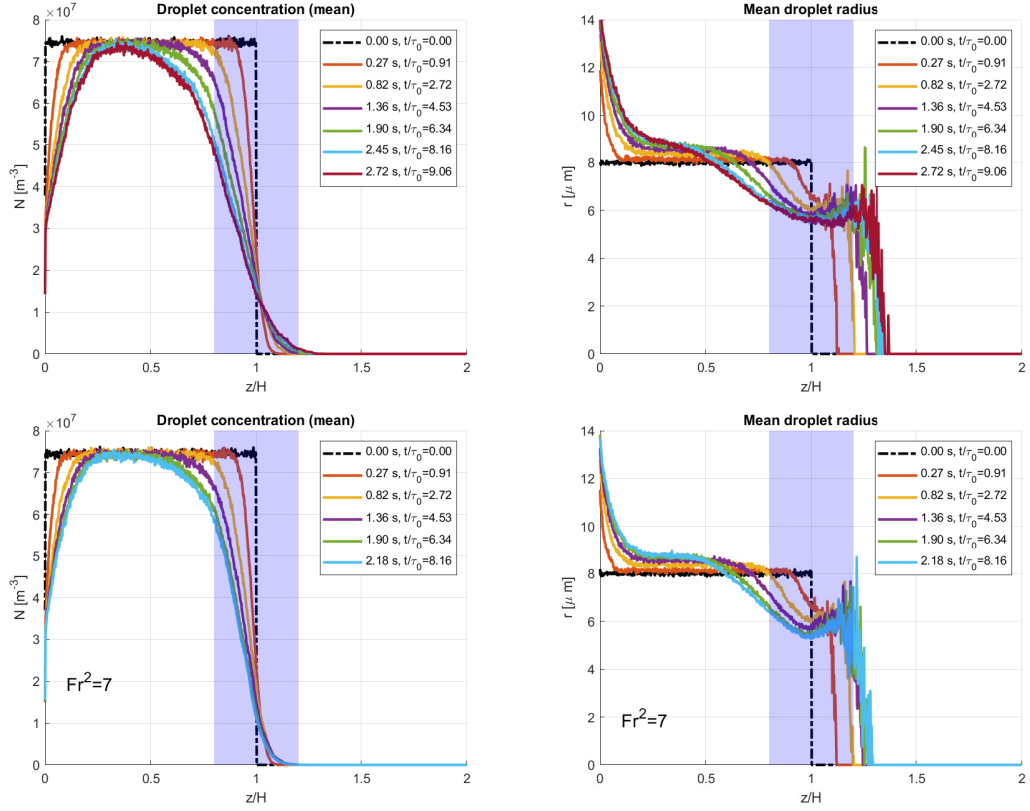 Droplet concentration (mean)
×10⁷
8
7
6
5
4
3
2
1
0
N [m⁻³]
0.00 s, t/τ₀=0.00
0.27 s, t/τ₀=0.91
0.82 s, t/τ₀=2.72
1.36 s, t/τ₀=4.53
1.90 s, t/τ₀=6.34
2.45 s, t/τ₀=8.16
2.72 s, t/τ₀=9.06
0 0.5 1 1.5 2
z/H
Mean droplet radius
14
12
10
8
6
4
2
0
r [μ m]
0.00 s, t/τ₀=0.00
0.27 s, t/τ₀=0.91
0.82 s, t/τ₀=2.72
1.36 s, t/τ₀=4.53
1.90 s, t/τ₀=6.34
2.45 s, t/τ₀=8.16
2.72 s, t/τ₀=9.06
0 0.5 1 1.5 2
z/H
Droplet concentration (mean)
×10⁷
8
7
6
5
4
3
2
1
0
N [m⁻³]
0.00 s, t/τ₀=0.00
0.27 s, t/τ₀=0.91
0.82 s, t/τ₀=2.72
1.36 s, t/τ₀=4.53
1.90 s, t/τ₀=6.34
2.18 s, t/τ₀=8.16
Fr²=7
0 0.5 1 1.5 2
z/H
Mean droplet radius
14
12
10
8
6
4
2
0
r [μ m]
0.00 s, t/τ₀=0.00
0.27 s, t/τ₀=0.91
0.82 s, t/τ₀=2.72
1.36 s, t/τ₀=4.53
1.90 s, t/τ₀=6.34
2.18 s, t/τ₀=8.16
Fr²=7
0 0.5 1 1.5 2
z/H